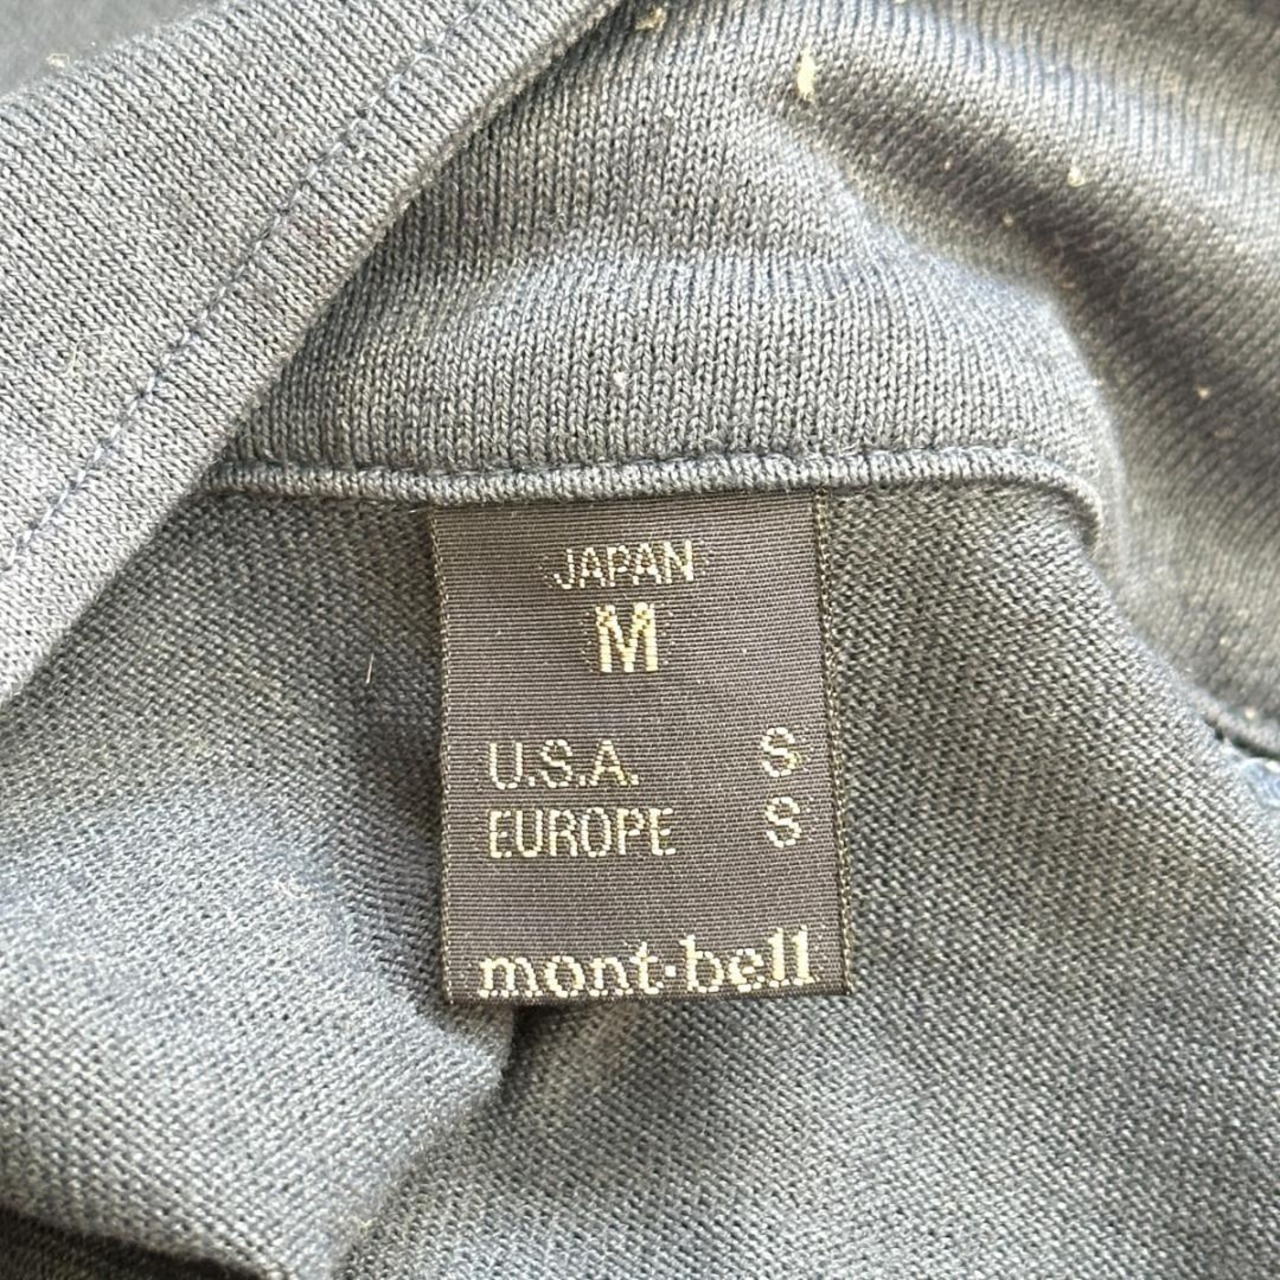 JAPAN
M
U.S.A. S
EUROPE S
mont·bell